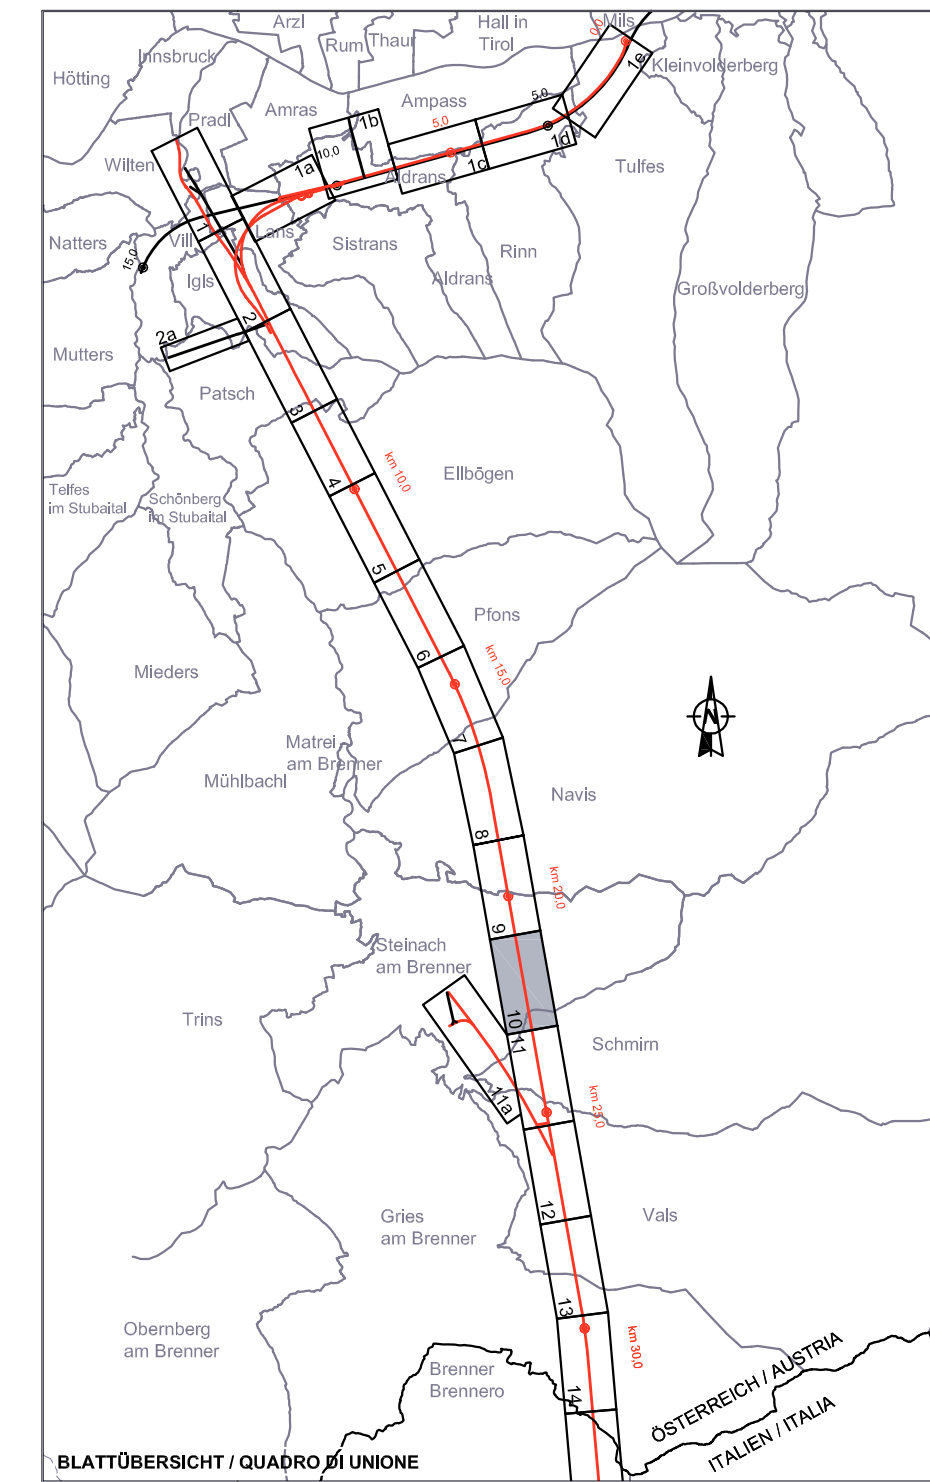 Arzl
Hall in
Tirol
Mils
0,0
Rum
Thaur
Innsbruck
Hötting
Kleinvolderberg
1e
Amras
Ampass
5,0
5,0
Pradl
1b
1d
10,0
Wilten
1a
Aldrans
1c
Tulfes
1
Natters
Vill
Lans
Sistrans
Rinn
15,0
Igls
Aldrans
Großvolderberg
2
2a
Mutters
Patsch
3
Ellbögen
km 10,0
4
Telfes
im Stubaital
Schönberg
im Stubaital
5
Pfons
6
km 15,0
Mieders
N
7
Matrei
am Brenner
Mühlbachl
Navis
8
km 20,0
9
Steinach
am Brenner
10
Trins
11
Schmirn
11a
km 25,0
12
Gries
am Brenner
Vals
13
Obernberg
am Brenner
km 30,0
Brenner
Brennero
14
ÖSTERREICH / AUSTRIA
ITALIEN / ITALIA
BLATTÜBERSICHT / QUADRO DI UNIONE